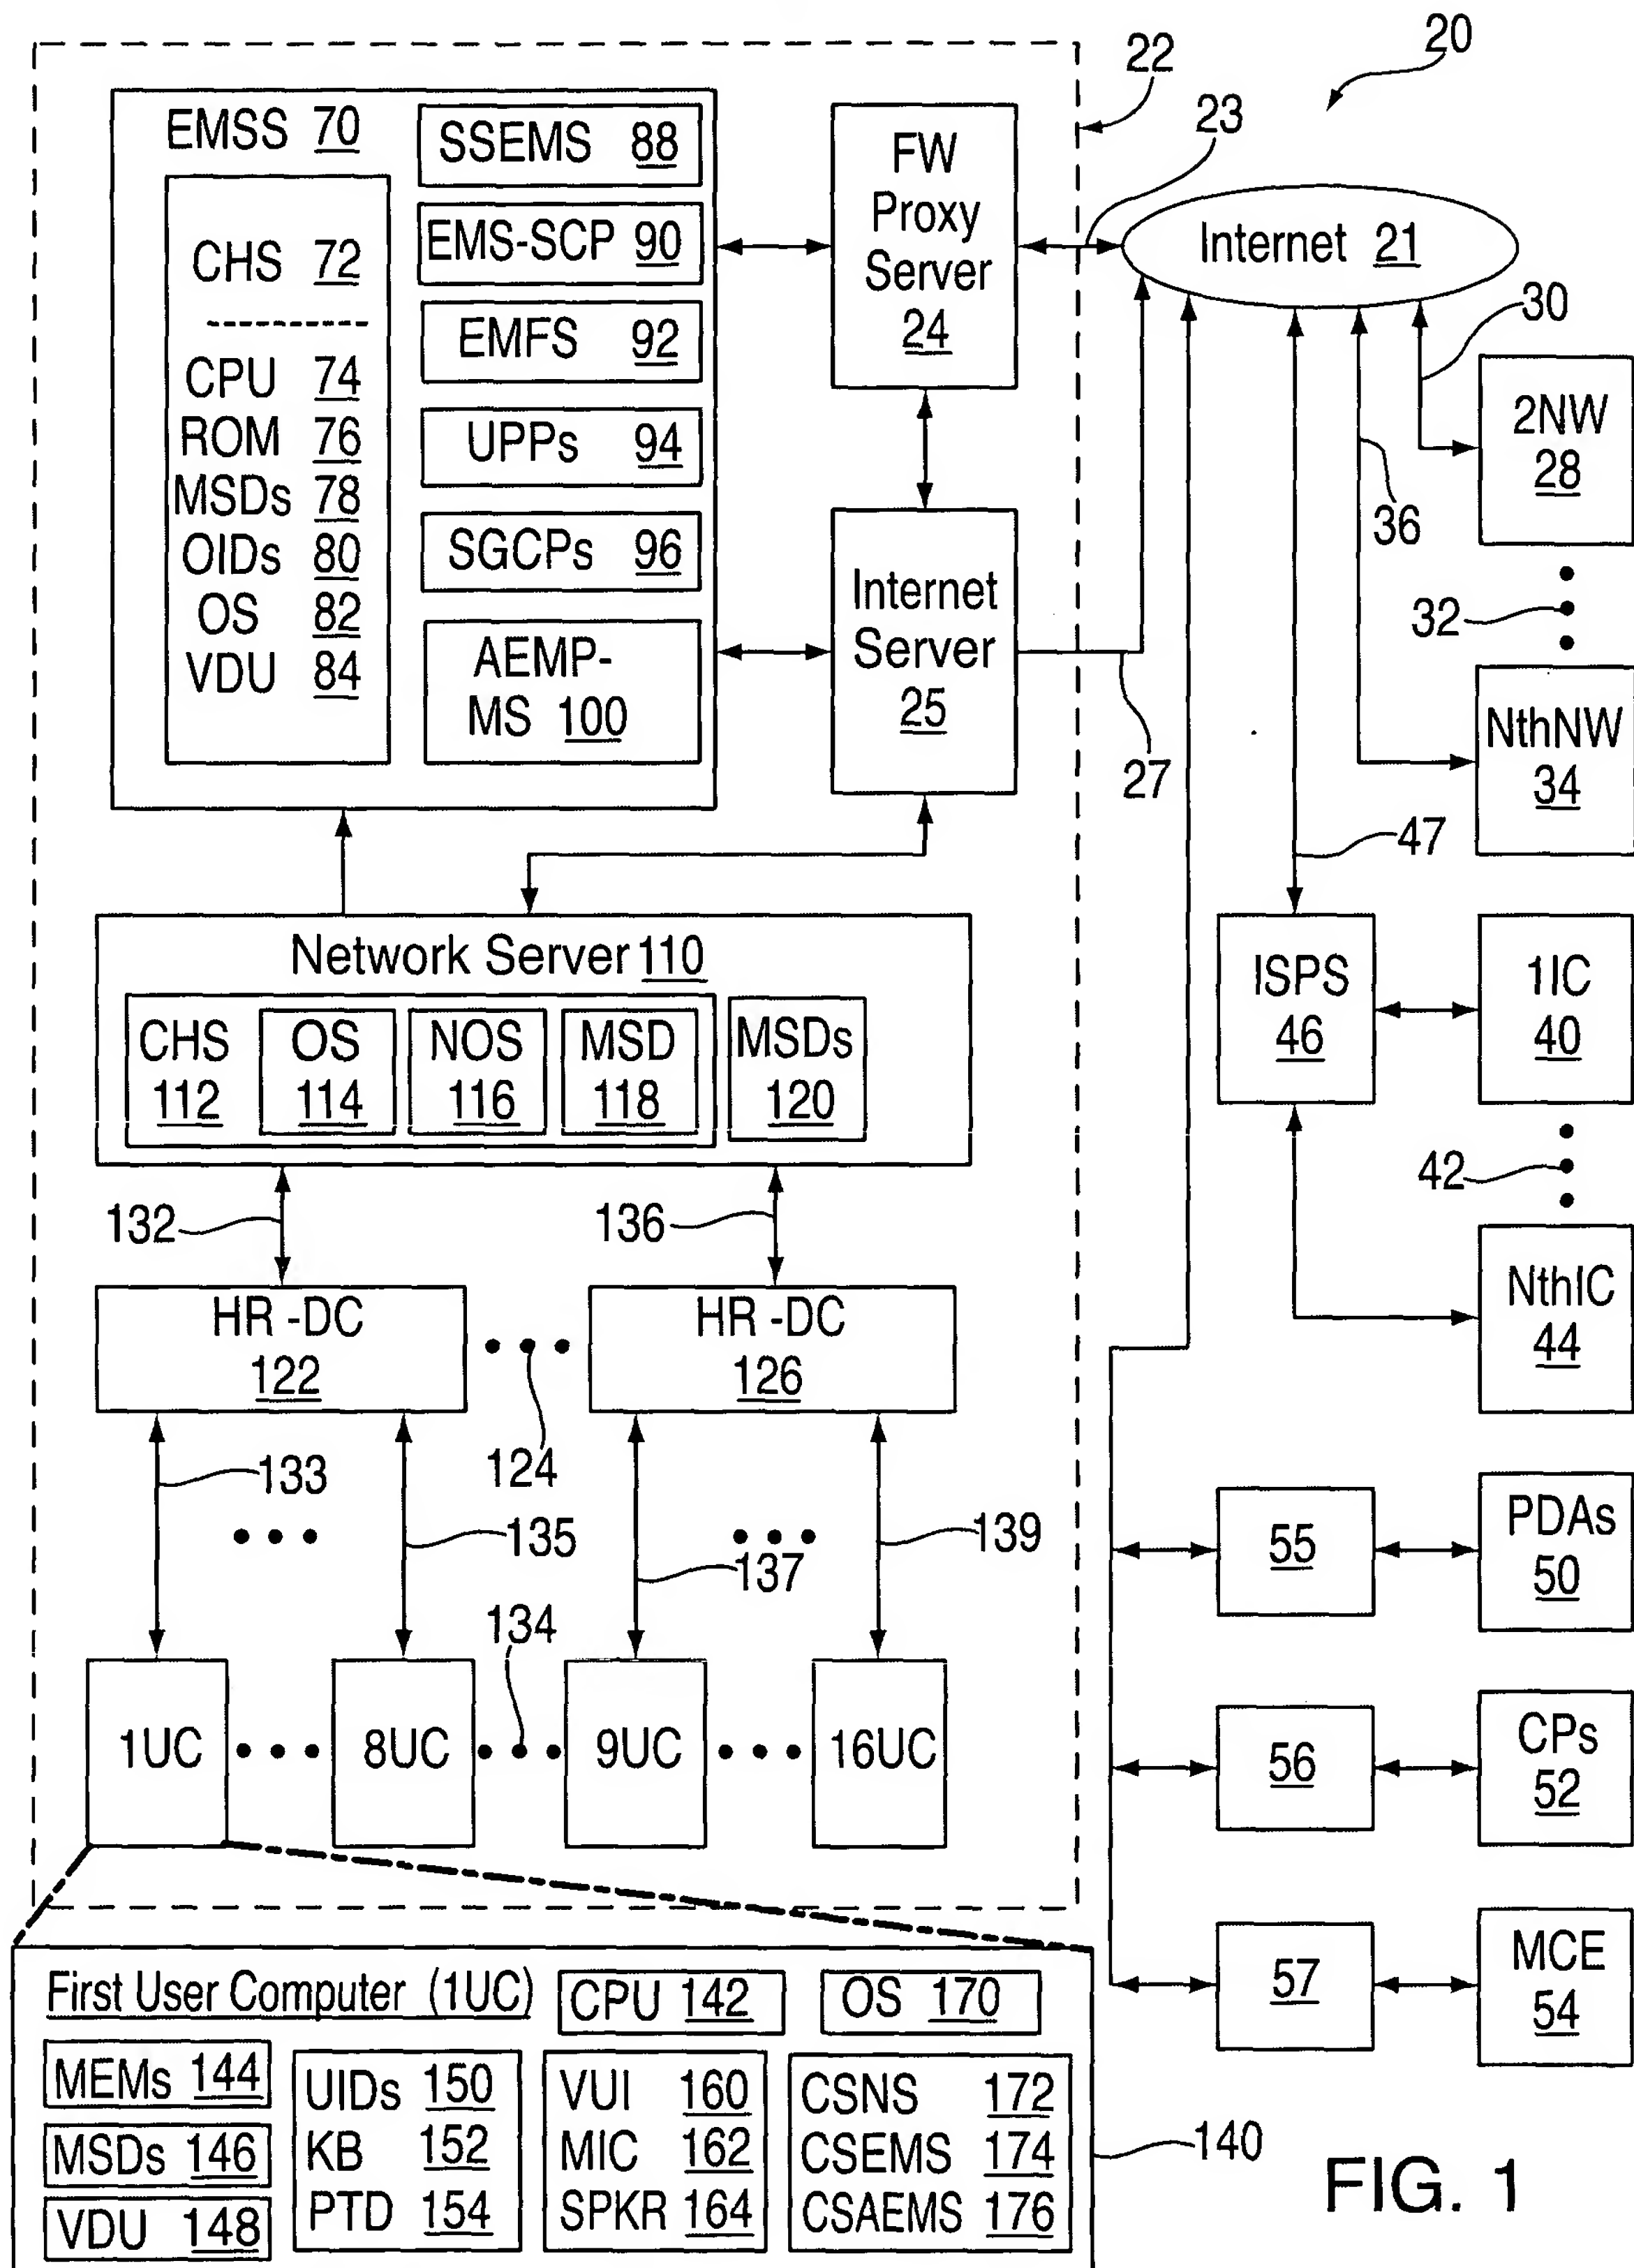 20
22
23
EMSS 70
CHS 72
CPU 74
ROM 76
MSDs 78
OIDs 80
OS 82
VDU 84
SSEMS 88
EMS-SCP 90
EMFS 92
UPPs 94
SGCPs 96
AEMP-
MS 100
FW
Proxy
Server
24
Internet
Server
25
27
Internet 21
30
2NW
28
32
36
NthNW
34
47
ISPS
46
1IC
40
42
NthIC
44
Network Server 110
CHS
112
OS
114
NOS
116
MSD
118
MSDs
120
132
136
HR -DC
122
124
HR -DC
126
133
135
137
139
134
1UC
8UC
9UC
16UC
55
PDAs
50
56
CPs
52
57
MCE
54
First User Computer (1UC)
CPU 142
OS 170
MEMs 144
MSDs 146
VDU 148
UIDs 150
KB 152
PTD 154
VUI 160
MIC 162
SPKR 164
CSNS 172
CSEMS 174
CSAEMS 176
140
FIG. 1